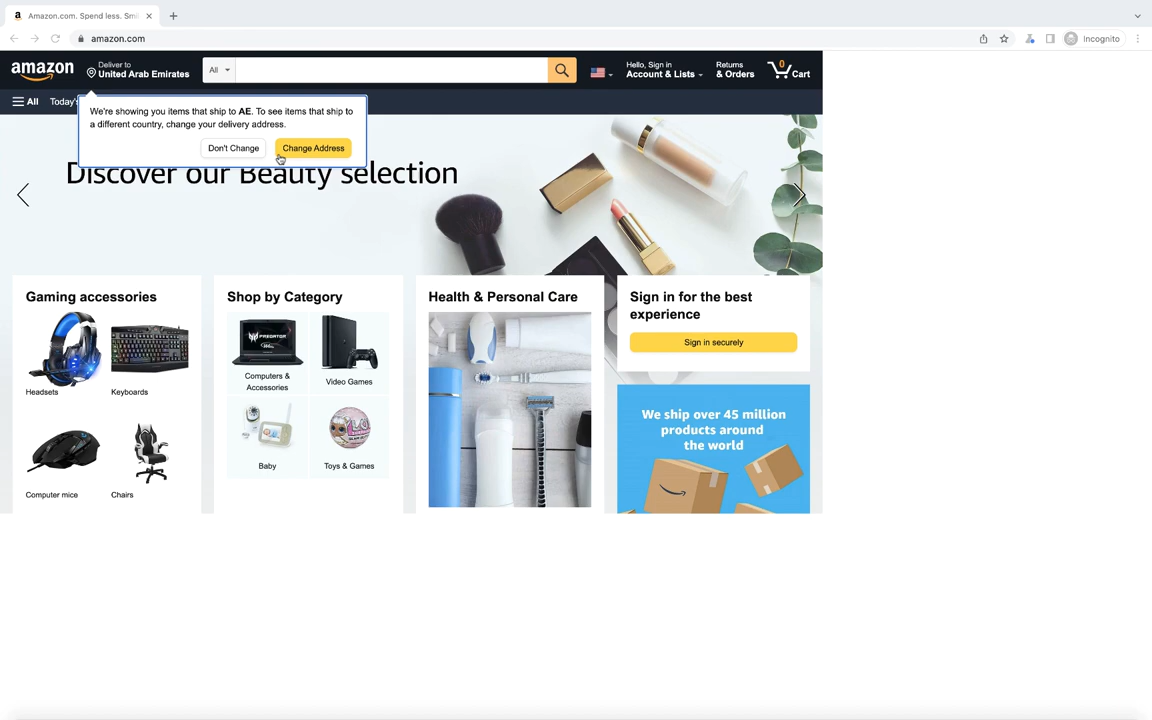 Amazon.com. Spend less. Smi
amazon.com
Incognito
amazon
Deliver to
United Arab Emirates
All
Hello, Sign in
Account & Lists
Returns
& Orders
0
Cart
All
Today's
We're showing you items that ship to AE. To see items that ship to
a different country, change your delivery address.
Don't Change
Change Address
Discover our Beauty selection
Gaming accessories
Headsets
Keyboards
Computer mice
Chairs
Shop by Category
PREDATOR
Computers &
Accessories
Video Games
Baby
Toys & Games
Health & Personal Care
Sign in for the best
experience
Sign in securely
We ship over 45 million
products around
the world